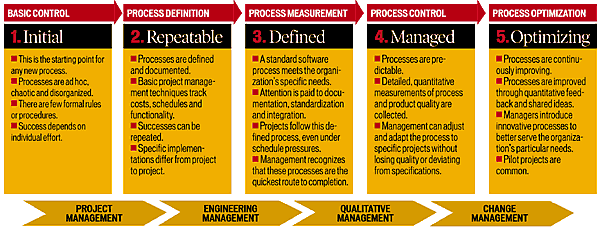 BASIC CONTROL
PROCESS DEFINITION
PROCESS MEASUREMENT
PROCESS CONTROL
PROCESS OPTIMIZATION
1. Initial
This is the starting point for
any new process.
Processes are ad hoc,
chaotic and disorganized.
There are few formal rules
or procedures.
Success depends on
individual effort.
2. Repeatable
Processes are defined
and documented.
Basic project manage-
ment techniques track
costs, schedules and
functionality.
Successes can be
repeated.
Specific implemen-
tations differ from project
to project.
3. Defined
A standard software
process meets the organi-
zation's specific needs.
Attention is paid to docu-
mentation, standardization
and integration.
Projects follow this de-
fined process, even under
schedule pressures.
Management recognizes
that these processes are the
quickest route to completion.
4. Managed
Processes are pre-
dictable.
Detailed, quantitative
measurements of process
and product quality are
collected.
Management can adjust
and adapt the process to
specific projects without
losing quality or deviating
from specifications.
5. Optimizing
Processes are continu-
ously improving.
Processes are improved
through quantitative feed-
back and shared ideas.
Managers introduce
innovative processes to
better serve the organiza-
tion's particular needs.
Pilot projects are
common.
PROJECT
MANAGEMENT
ENGINEERING
MANAGEMENT
QUALITATIVE
MANAGEMENT
CHANGE
MANAGEMENT